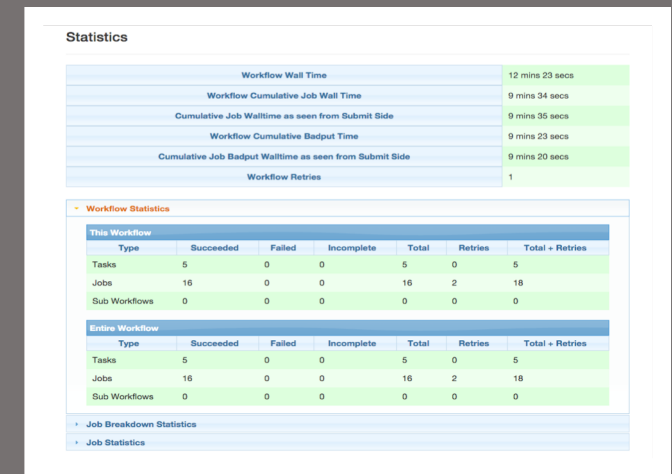 Statistics
Workflow Wall Time 12 mins 23 secs
Workflow Cumulative Job Wall Time 9 mins 34 secs
Cumulative Job Walltime as seen from Submit Side 9 mins 35 secs
Workflow Cumulative Badput Time 9 mins 23 secs
Cumulative Job Badput Walltime as seen from Submit Side 9 mins 20 secs
Workflow Retries 1
Workflow Statistics
This Workflow
Type Succeeded Failed Incomplete Total Retries Total + Retries
Tasks 5 0 0 5 0 5
Jobs 16 0 0 16 2 18
Sub Workflows 0 0 0 0 0 0
Entire Workflow
Type Succeeded Failed Incomplete Total Retries Total + Retries
Tasks 5 0 0 5 0 5
Jobs 16 0 0 16 2 18
Sub Workflows 0 0 0 0 0 0
Job Breakdown Statistics
Job Statistics